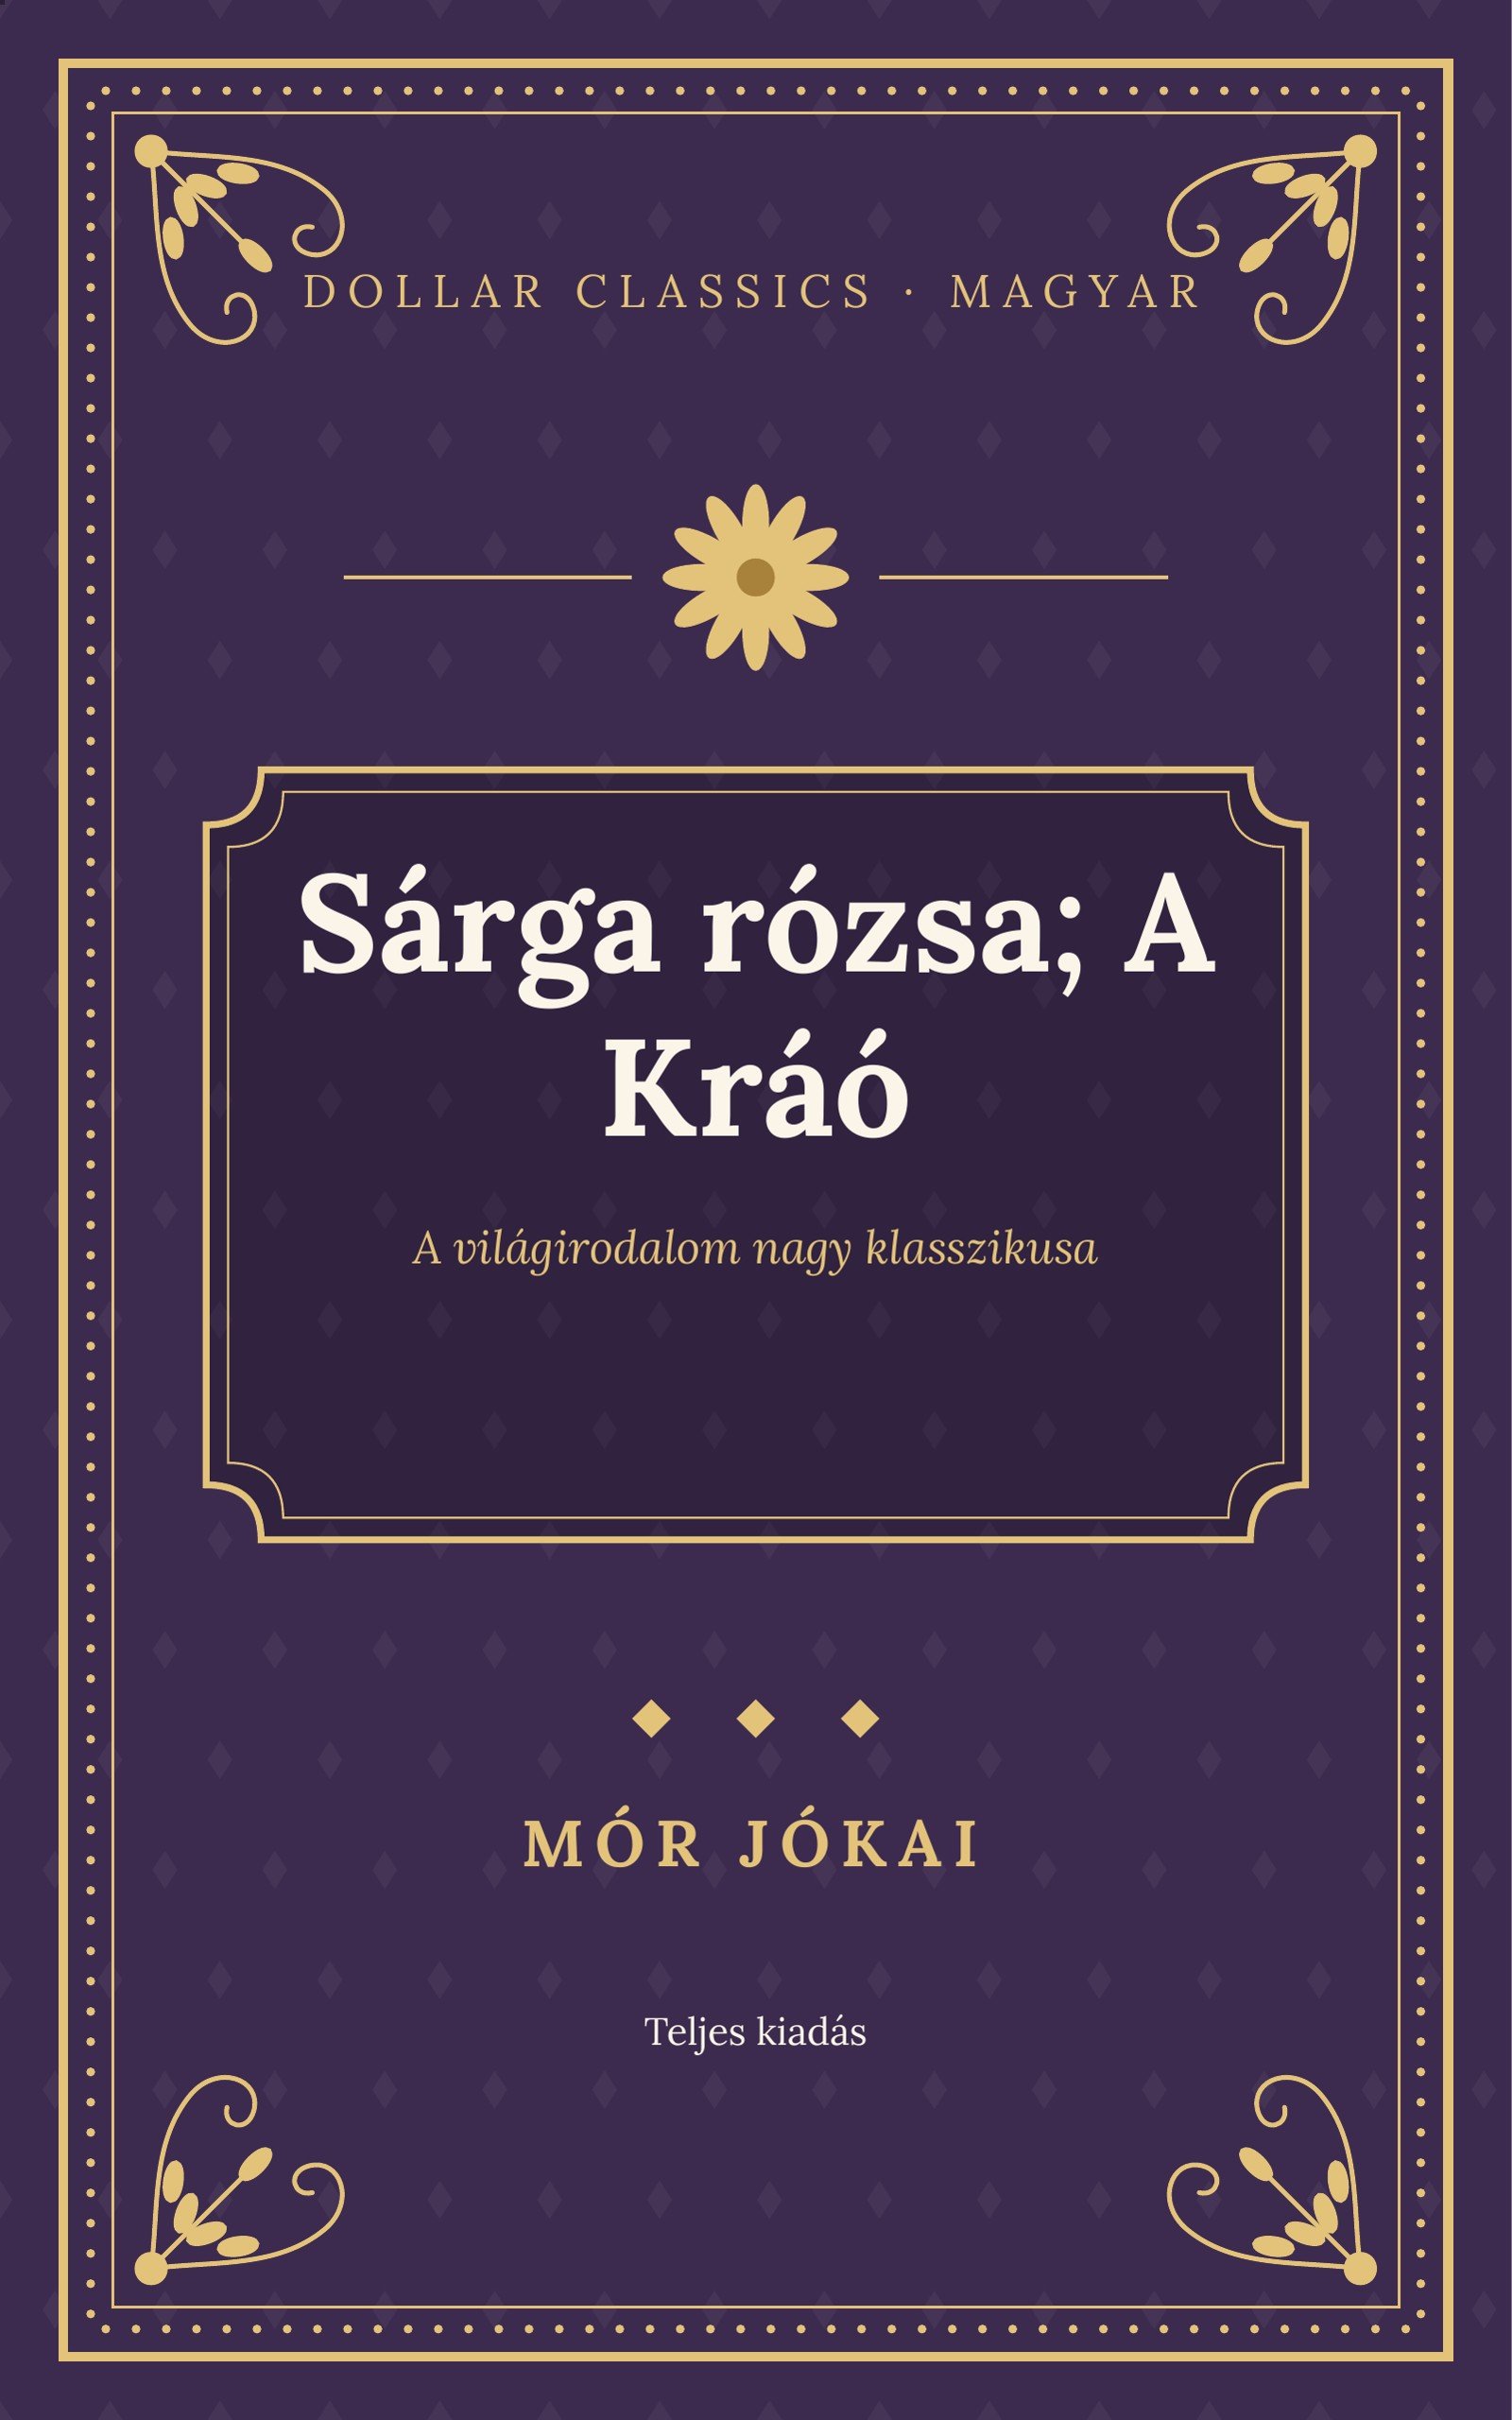 DOLLAR CLASSICS · MAGYAR
Sárga rózsa; A
Kráó
A világirodalom nagy klasszikusa
MÓR JÓKAI
Teljes kiadás